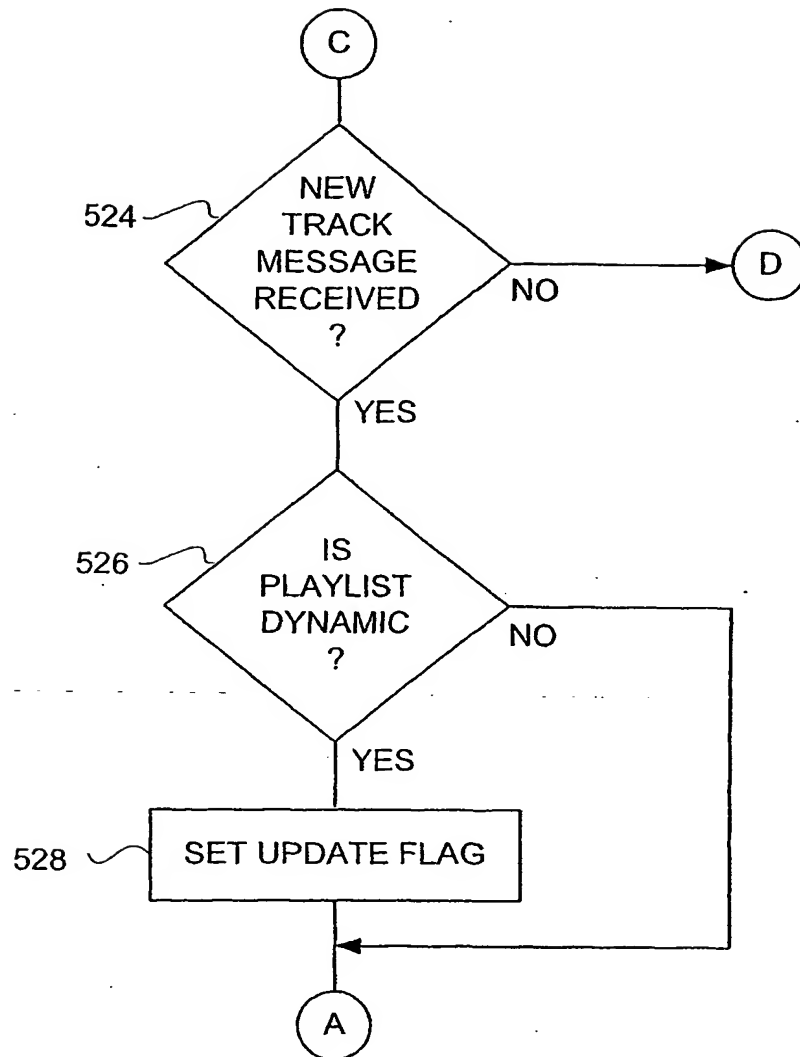 C
524
NEW
TRACK
MESSAGE
RECEIVED
?
NO
D
YES
526
IS
PLAYLIST
DYNAMIC
?
NO
YES
528
SET UPDATE FLAG
A